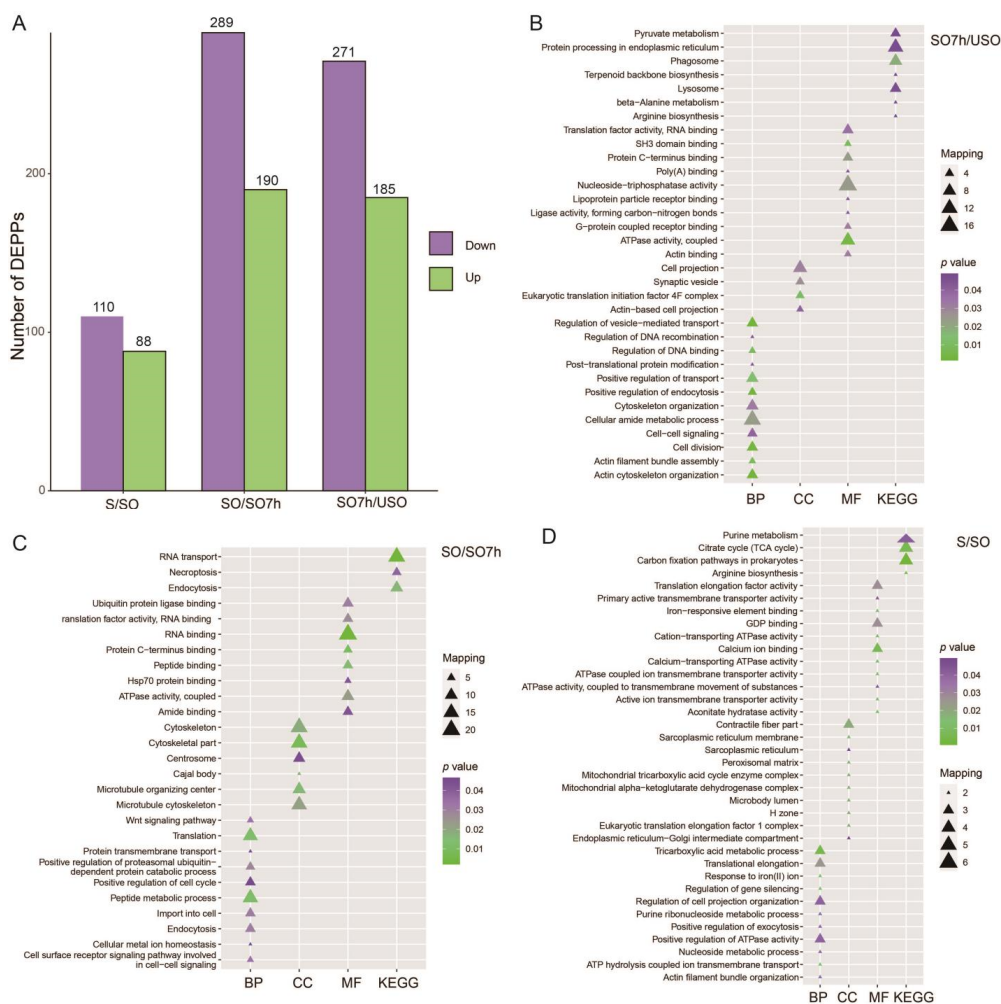 A
Number of DEPPs
200
100
0
110
88
289
190
271
185
S/SO
SO/SO7h
SO7h/USO
Down
Up
B
SO7h/USO
Pyruvate metabolism
Protein processing in endoplasmic reticulum
Phagosome
Terpenoid backbone biosynthesis
Lysosome
beta-Alanine metabolism
Arginine biosynthesis
Translation factor activity, RNA binding
SH3 domain binding
Protein C-terminus binding
Poly(A) binding
Nucleoside-triphosphatase activity
Lipoprotein particle receptor binding
Ligase activity, forming carbon-nitrogen bonds
G-protein coupled receptor binding
ATPase activity, coupled
Actin binding
Cell projection
Synaptic vesicle
Eukaryotic translation initiation factor 4F complex
Actin-based cell projection
Regulation of vesicle-mediated transport
Regulation of DNA recombination
Regulation of DNA binding
Post-translational protein modification
Positive regulation of transport
Positive regulation of endocytosis
Cytoskeleton organization
Cellular amide metabolic process
Cell-cell signaling
Cell division
Actin filament bundle assembly
Actin cytoskeleton organization
BP CC MF KEGG
Mapping
4
8
12
16
p value
0.04
0.03
0.02
0.01
C
SO/SO7h
RNA transport
Necroptosis
Endocytosis
Ubiquitin protein ligase binding
ranslation factor activity, RNA binding
RNA binding
Protein C-terminus binding
Peptide binding
Hsp70 protein binding
ATPase activity, coupled
Amide binding
Cytoskeleton
Cytoskeletal part
Centrosome
Cajal body
Microtubule organizing center
Microtubule cytoskeleton
Wnt signaling pathway
Translation
Protein transmembrane transport
Positive regulation of proteasomal ubiquitin-
dependent protein catabolic process
Positive regulation of cell cycle
Peptide metabolic process
Import into cell
Endocytosis
Cellular metal ion homeostasis
Cell surface receptor signaling pathway involved
in cell-cell signaling
BP CC MF KEGG
Mapping
5
10
15
20
p value
0.04
0.03
0.02
0.01
D
S/SO
Purine metabolism
Citrate cycle (TCA cycle)
Carbon fixation pathways in prokaryotes
Arginine biosynthesis
Translation elongation factor activity
Primary active transmembrane transporter activity
Iron-responsive element binding
GDP binding
Cation-transporting ATPase activity
Calcium ion binding
Calcium-transporting ATPase activity
ATPase coupled ion transmembrane transporter activity
ATPase activity, coupled to transmembrane movement of substances
Active ion transmembrane transporter activity
Aconitate hydratase activity
Contractile fiber part
Sarcoplasmic reticulum membrane
Sarcoplasmic reticulum
Peroxisomal matrix
Mitochondrial tricarboxylic acid cycle enzyme complex
Mitochondrial alpha-ketoglutarate dehydrogenase complex
Microbody lumen
H zone
Eukaryotic translation elongation factor 1 complex
Endoplasmic reticulum-Golgi intermediate compartment
Tricarboxylic acid metabolic process
Translational elongation
Response to iron(II) ion
Regulation of gene silencing
Regulation of cell projection organization
Purine ribonucleoside metabolic process
Positive regulation of exocytosis
Positive regulation of ATPase activity
Nucleoside metabolic process
ATP hydrolysis coupled ion transmembrane transport
Actin filament bundle organization
BP CC MF KEGG
p value
0.04
0.03
0.02
0.01
Mapping
2
3
4
5
6